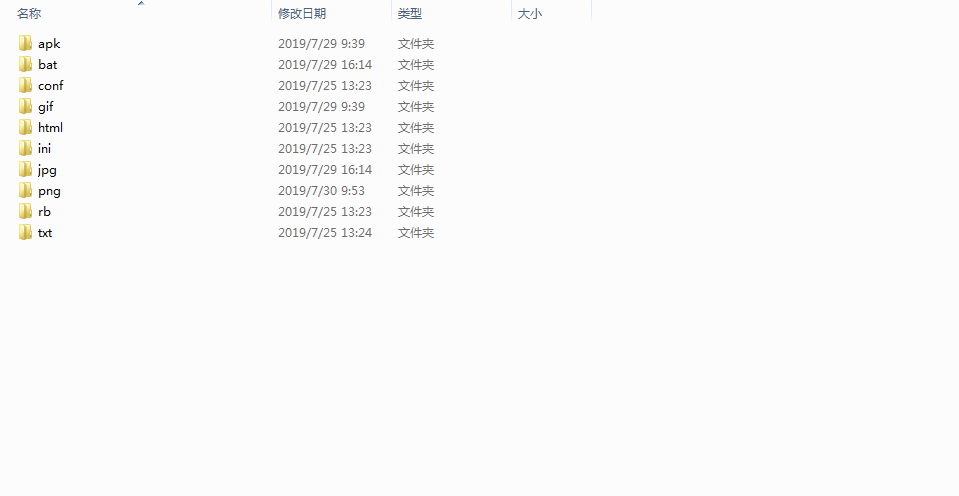 名称 修改日期 类型 大小
apk 2019/7/29 9:39 文件夹
bat 2019/7/29 16:14 文件夹
conf 2019/7/25 13:23 文件夹
gif 2019/7/29 9:39 文件夹
html 2019/7/25 13:23 文件夹
ini 2019/7/25 13:23 文件夹
jpg 2019/7/29 16:14 文件夹
png 2019/7/30 9:53 文件夹
rb 2019/7/25 13:23 文件夹
txt 2019/7/25 13:24 文件夹